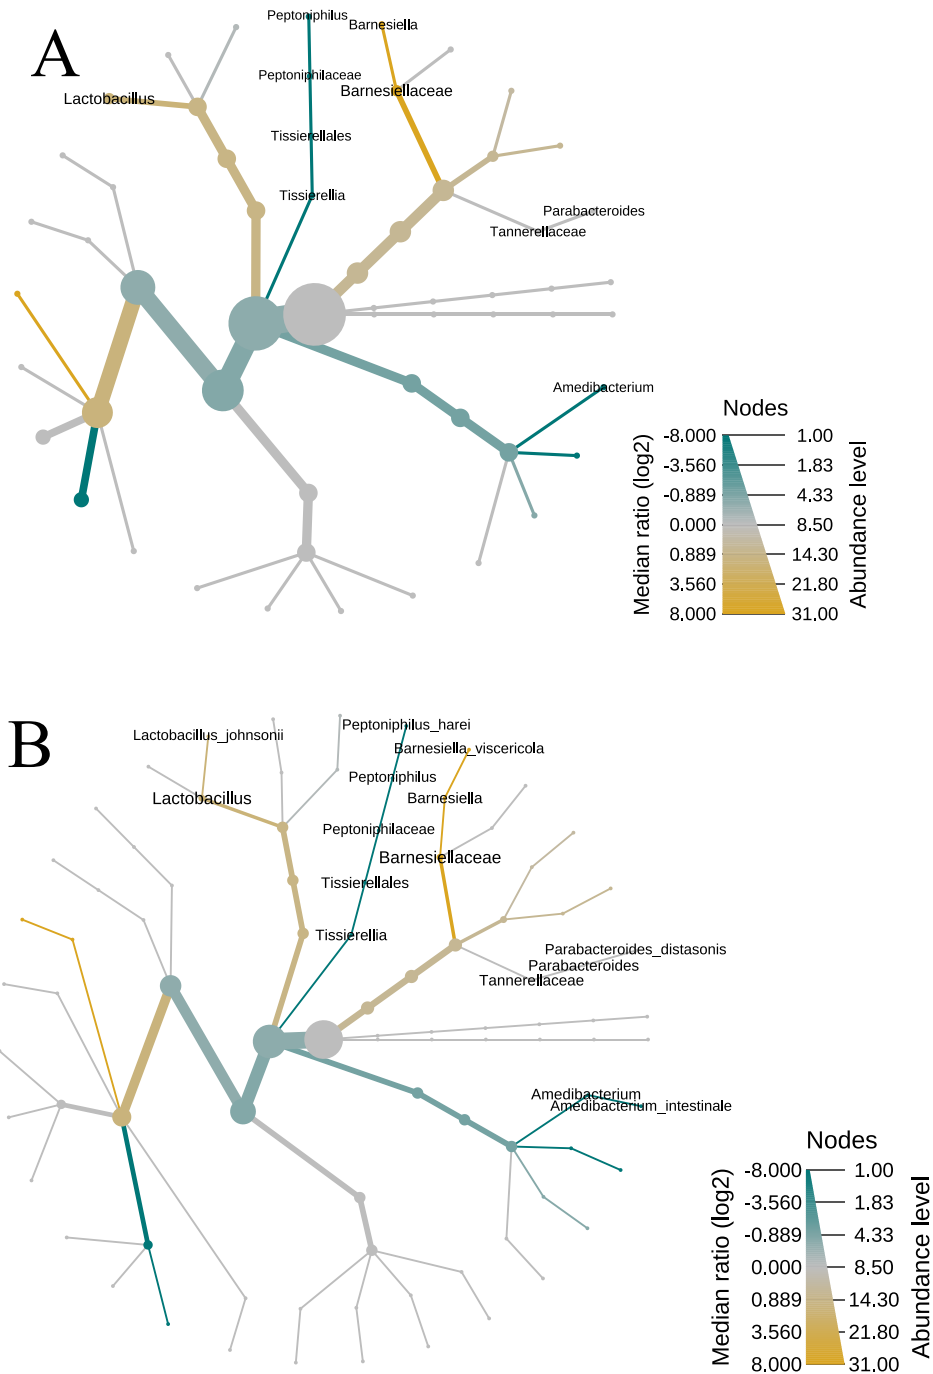 A
Peptoniphilus
Barnesiella
Peptoniphilaceae
Barnesiellaceae
Lactobacillus
Tissierellales
Tissierellia
Parabacteroides
Tannerellaceae
Amedibacterium
Nodes
Median ratio (log2)
Abundance level
-8.000 1.00
-3.560 1.83
-0.889 4.33
0.000 8.50
0.889 14.30
3.560 21.80
8.000 31.00
B
Peptoniphilus_harei
Lactobacillus_johnsonii
Barnesiella_viscericola
Peptoniphilus
Lactobacillus
Barnesiella
Peptoniphilaceae
Barnesiellaceae
Tissierellales
Tissierellia
Parabacteroides_distasonis
Parabacteroides
Tannerellaceae
Amedibacterium
Amedibacterium_intestinale
Nodes
Median ratio (log2)
Abundance level
-8.000 1.00
-3.560 1.83
-0.889 4.33
0.000 8.50
0.889 14.30
3.560 21.80
8.000 31.00